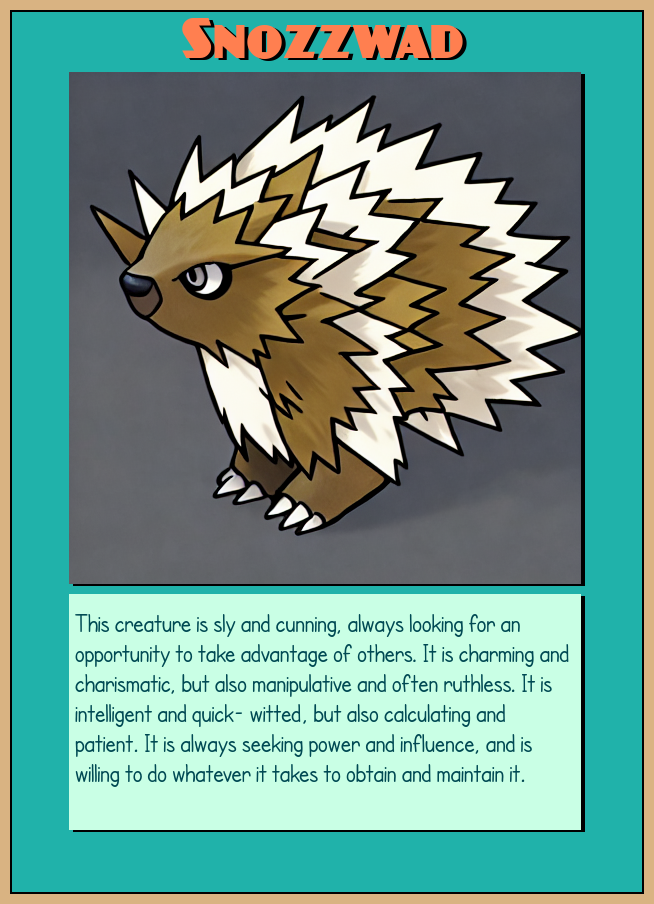 Snozzwad
This creature is sly and cunning, always looking for an
opportunity to take advantage of others. It is charming and
charismatic, but also manipulative and often ruthless. It is
intelligent and quick- witted, but also calculating and
patient. It is always seeking power and influence, and is
willing to do whatever it takes to obtain and maintain it.